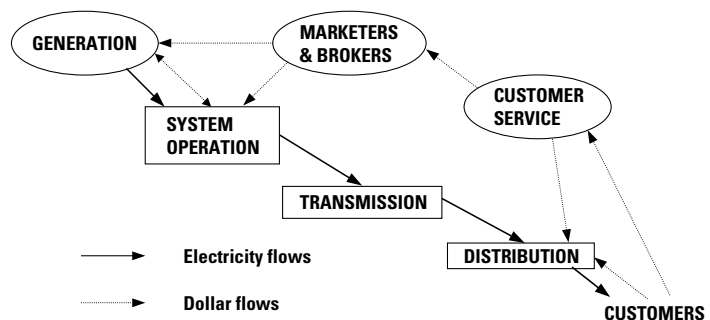 GENERATION
MARKETERS
& BROKERS
CUSTOMER
SERVICE
SYSTEM
OPERATION
TRANSMISSION
DISTRIBUTION
Electricity flows
Dollar flows
CUSTOMERS